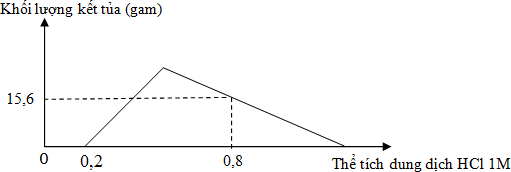 Khối lượng kết tủa (gam)
15,6
0
0,2
0,8
Thể tích dung dịch HCl 1M